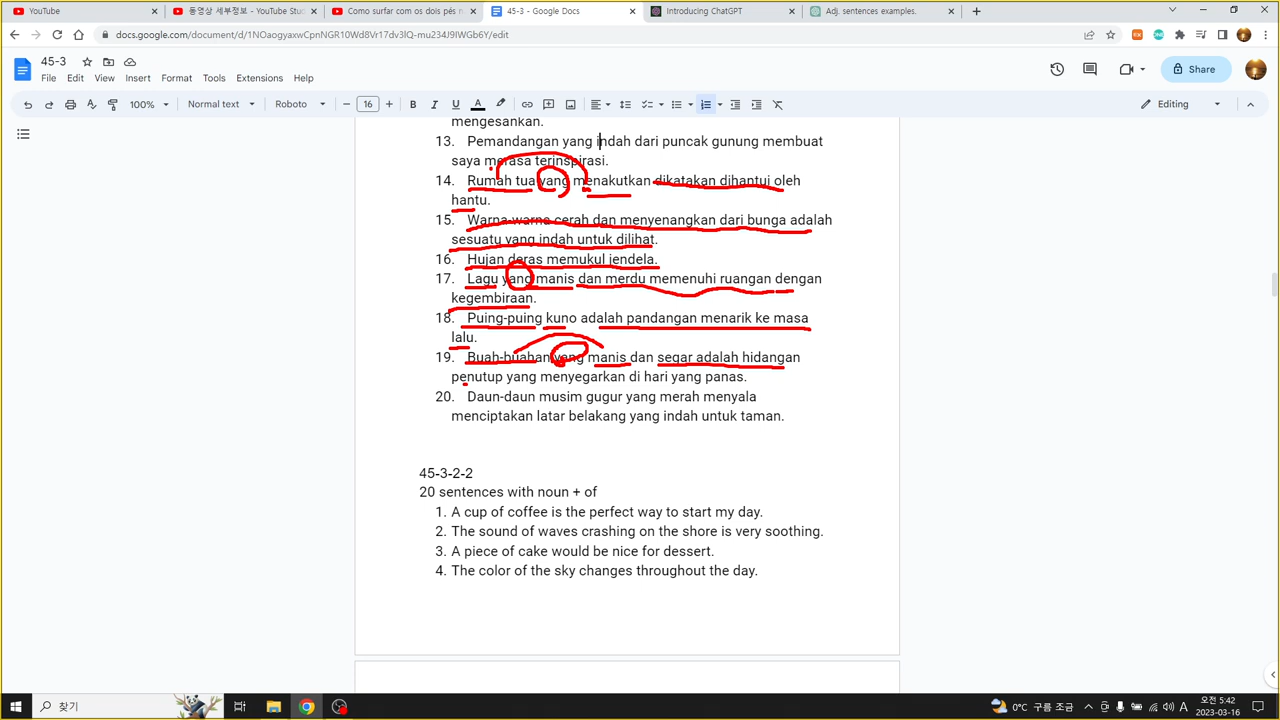 YouTube
동영상 세부정보 - YouTube Stu
Como surfar com os dois pés n
45-3 - Google Docs
Introducing ChatGPT
Adj. sentences examples.
docs.google.com/document/d/1NOaogyaxwCpnNGR10Wd8Vr17dv3lQ-mu234J9IWGb6Y/edit
45-3
File Edit View Insert Format Tools Extensions Help
Share
100% Normal text Roboto 16 B I U A Editing
mengesankan.
13. Pemandangan yang indah dari puncak gunung membuat
saya merasa terinspirasi.
14. Rumah tua yang menakutkan dikatakan dihantui oleh
hantu.
15. Warna-warna cerah dan menyenangkan dari bunga adalah
sesuatu yang indah untuk dilihat.
16. Hujan deras memukul jendela.
17. Lagu yang manis dan merdu memenuhi ruangan dengan
kegembiraan.
18. Puing-puing kuno adalah pandangan menarik ke masa
lalu.
19. Buah-buahan yang manis dan segar adalah hidangan
penutup yang menyegarkan di hari yang panas.
20. Daun-daun musim gugur yang merah menyala
menciptakan latar belakang yang indah untuk taman.
45-3-2-2
20 sentences with noun + of
1. A cup of coffee is the perfect way to start my day.
2. The sound of waves crashing on the shore is very soothing.
3. A piece of cake would be nice for dessert.
4. The color of the sky changes throughout the day.
찾기
0°C 구름 조금
A
오전 5:42
2023-03-16